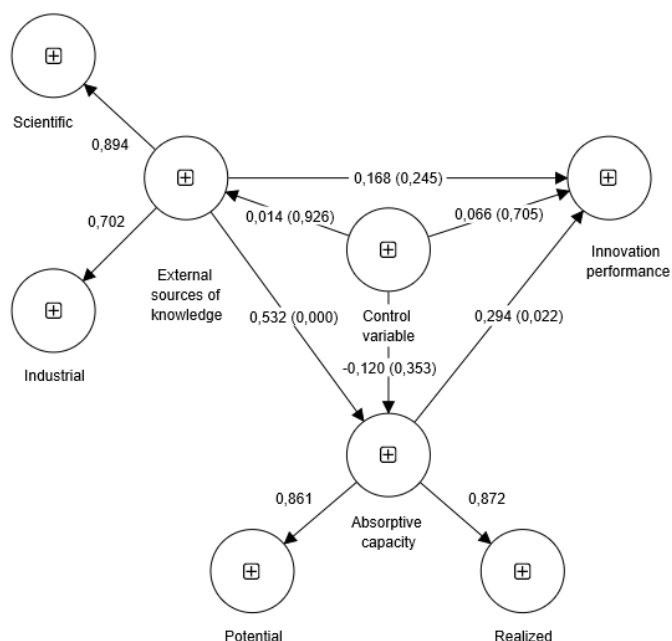 Scientific
0,894
0,168 (0,245)
0,702
0,014 (0,926)
0,066 (0,705)
Innovation
performance
External
sources of
knowledge
Control
variable
0,532 (0,000)
0,294 (0,022)
Industrial
-0,120 (0,353)
0,861
0,872
Absorptive
capacity
Potential
Realized